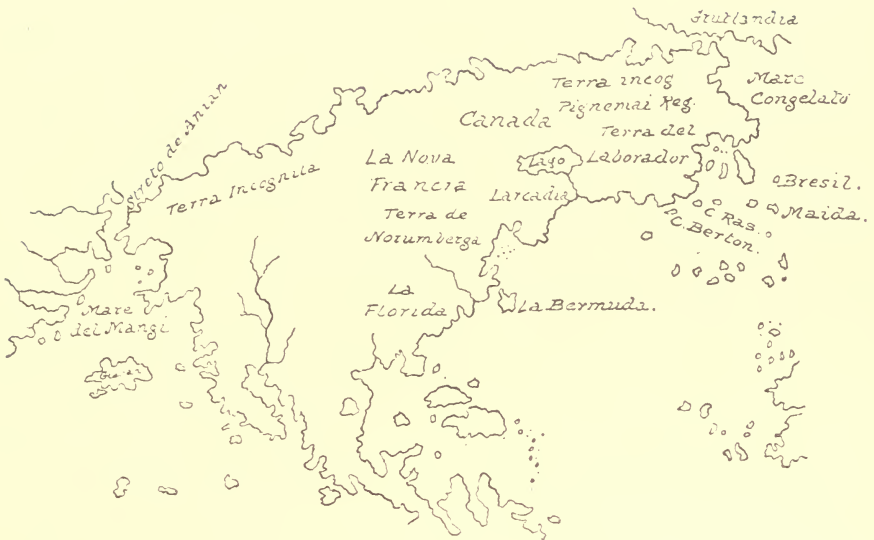 Grutlandia
Mare
Congelato
Terra incog
Pignemai Reg.
Canada
Terra del
Laborador
Streto de Anian
Terra Incognita
La Nova
Francia
Lago
Larcadia
Bresil.
Maida.
C Ras.
C. Berton.
Terra de
Norumberga
La
Florida
La Bermuda.
Mare
del Mangi